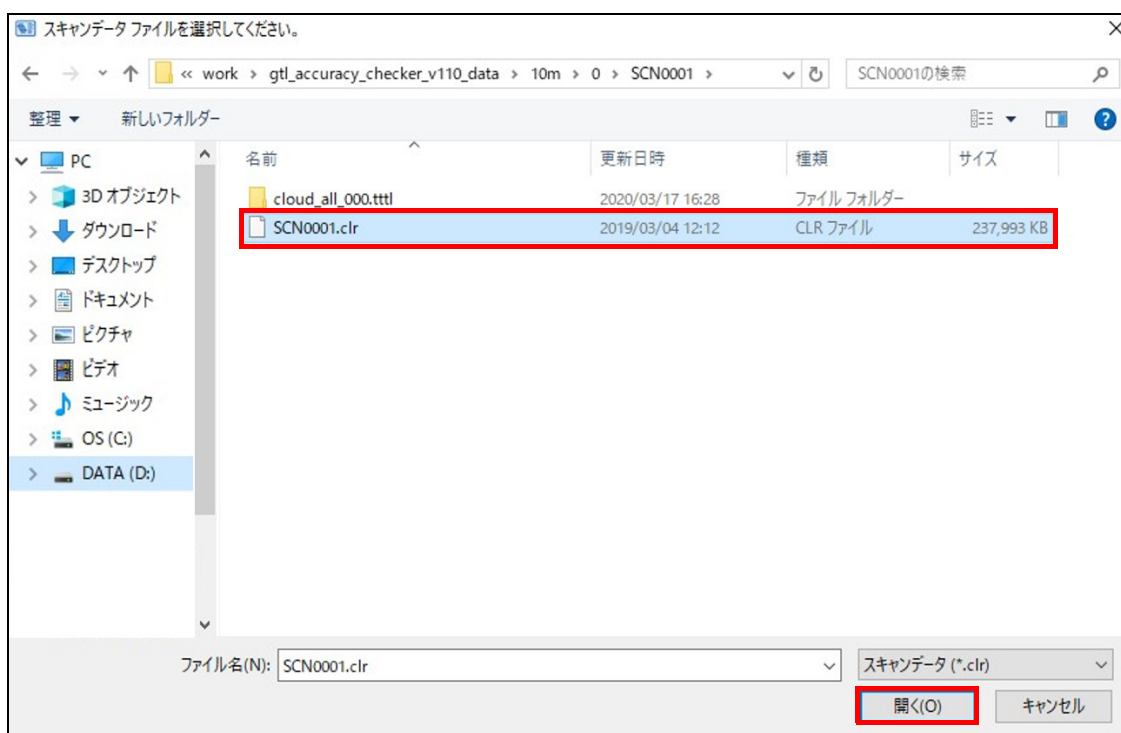 スキャンデータ ファイルを選択してください。
« work › gtl_accuracy_checker_v110_data › 10m › 0 › SCN0001 ›
SCN0001の検索
整理 新しいフォルダー
PC
3D オブジェクト
ダウンロード
デスクトップ
ドキュメント
ピクチャ
ビデオ
ミュージック
OS (C:)
DATA (D:)
名前 更新日時 種類 サイズ
cloud_all_000.tttl 2020/03/17 16:28 ファイル フォルダー
SCN0001.clr 2019/03/04 12:12 CLR ファイル 237,993 KB
ファイル名(N): SCN0001.clr スキャンデータ (*.clr)
開く(O) キャンセル